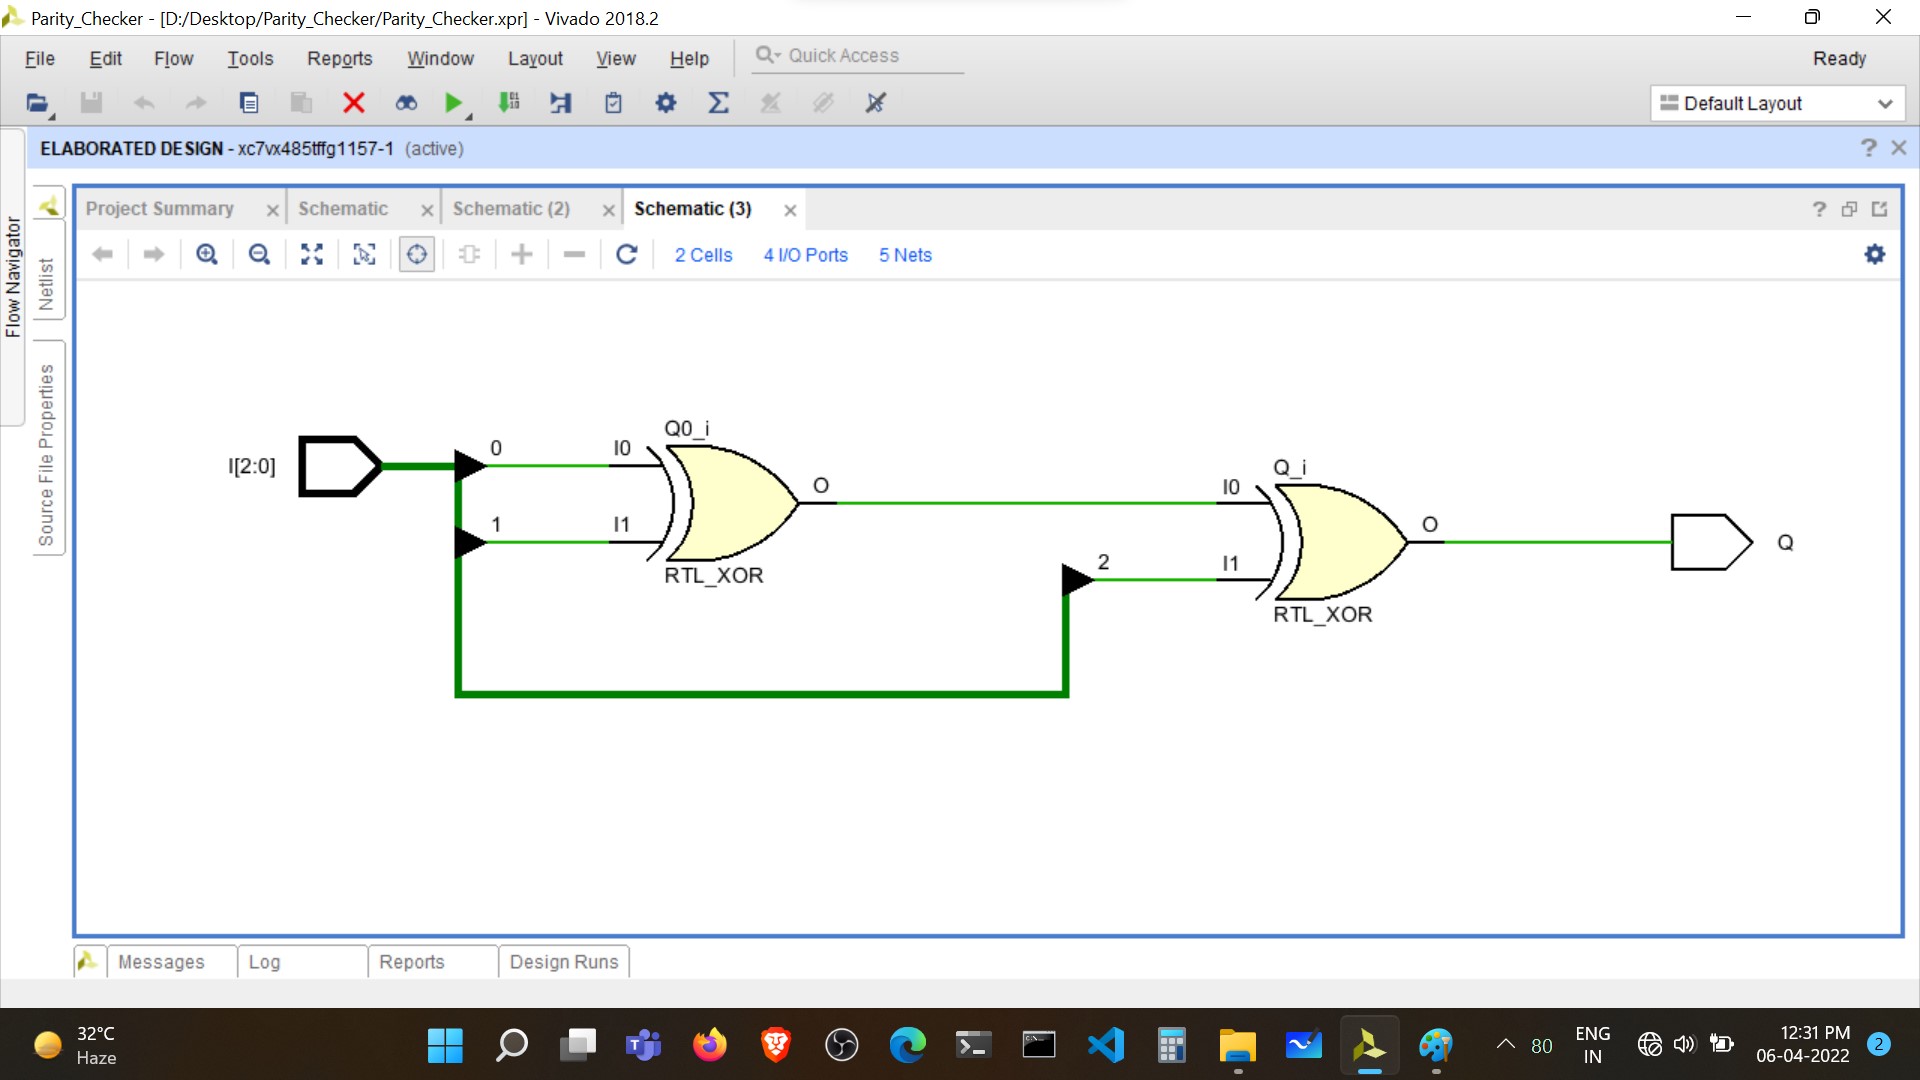 Parity_Checker - [D:/Desktop/Parity_Checker/Parity_Checker.xpr] - Vivado 2018.2
File Edit Flow Tools Reports Window Layout View Help Quick Access Ready
Default Layout
ELABORATED DESIGN - xc7vx485tffg1157-1 (active)
Flow Navigator
Netlist
Source File Properties
Project Summary Schematic Schematic (2) Schematic (3)
2 Cells 4 I/O Ports 5 Nets
I[2:0]
0
1
I0
I1
Q0_i
RTL_XOR
O
2
I0
I1
Q_i
RTL_XOR
O
Q
Messages Log Reports Design Runs
32°C
Haze
80
ENG
IN
12:31 PM
06-04-2022
2